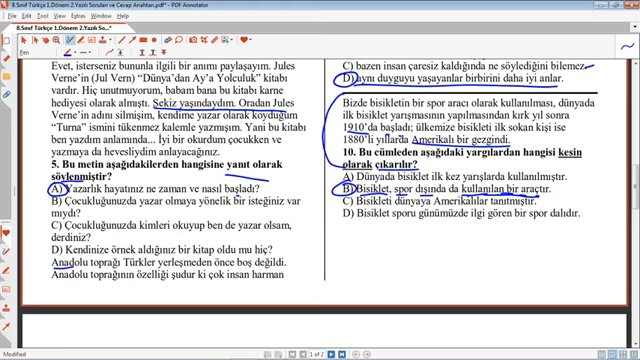 8.Sınıf Türkçe 1.Dönem 2.Yazılı Soruları ve Cevap Anahtarı.pdf* - PDF Annotator
File Edit
8.Sınıf Türkçe 1.Dönem 2.Yazılı So...*
Pen
Evet, isterseniz bununla ilgili bir anımı paylaşayım. Jules
Verne’in (Jul Vern) “Dünya’dan Ay’a Yolculuk” kitabı
vardır. Hiç unutmuyorum, babam bana bu kitabı karne
hediyesi olarak almıştı. Sekiz yaşındaydım. Oradan Jules
Verne’in adını silmişim, kendime yazar olarak koyduğum
“Turna” ismini tükenmez kalemle yazmışım. Yani bu kitabı
ben yazdım anlamında... İyi bir okurdum çocukken ve
yazmaya da hevesliydim anlayacağınız.
5. Bu metin aşağıdakilerden hangisine yanıt olarak
söylenmiştir?
A) Yazarlık hayatınız ne zaman ve nasıl başladı?
B) Çocukluğunuzda yazar olmaya yönelik bir isteğiniz var
mıydı?
C) Çocukluğunuzda kimleri okuyup ben de yazar olsam,
derdiniz?
D) Kendinize örnek aldığınız bir kitap oldu mu hiç?
Anadolu toprağı Türkler yerleşmeden önce boş değildi.
Anadolu toprağının özelliği şudur ki çok insan harman
C) bazen insan çaresiz kaldığında ne söylediğini bilemez
D) aynı duyguyu yaşayanlar birbirini daha iyi anlar.
Bizde bisikletin bir spor aracı olarak kullanılması, dünyada
ilk bisiklet yarışmasının yapılmasından kırk yıl sonra
1910’da başladı; ülkemize bisikleti ilk sokan kişi ise
1880’li yıllarda Amerikalı bir gezgindi.
10. Bu cümleden aşağıdaki yargılardan hangisi kesin
olarak çıkarılır?
A) Dünyada bisiklet ilk kez yarışlarda kullanılmıştır.
B) Bisiklet, spor dışında da kullanılan bir araçtır.
C) Bisikleti dünyaya Amerikalılar tanıtmıştır.
D) Bisiklet sporu günümüzde ilgi gören bir spor dalıdır.
1 of 2
Modified